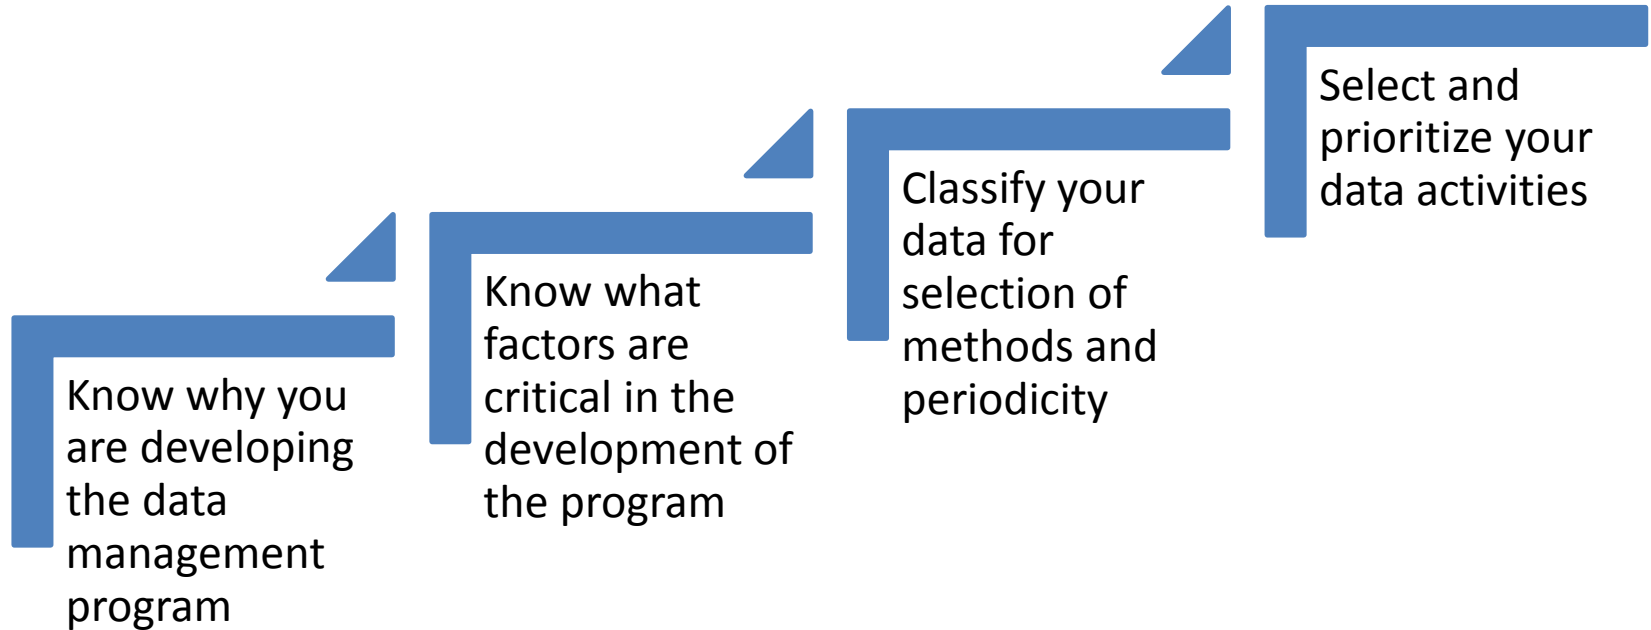 Know why you
are developing
the data
management
program
Know what
factors are
critical in the
development of
the program
Classify your
data for
selection of
methods and
periodicity
Select and
prioritize your
data activities